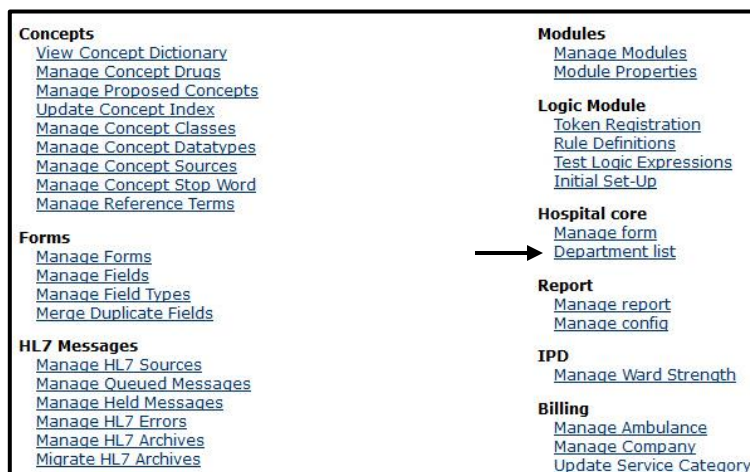 Concepts
View Concept Dictionary
Manage Concept Drugs
Manage Proposed Concepts
Update Concept Index
Manage Concept Classes
Manage Concept Datatypes
Manage Concept Sources
Manage Concept Stop Word
Manage Reference Terms
Forms
Manage Forms
Manage Fields
Manage Field Types
Merge Duplicate Fields
HL7 Messages
Manage HL7 Sources
Manage Queued Messages
Manage Held Messages
Manage HL7 Errors
Manage HL7 Archives
Migrate HL7 Archives
Modules
Manage Modules
Module Properties
Logic Module
Token Registration
Rule Definitions
Test Logic Expressions
Initial Set-Up
Hospital core
Manage form
Department list
Report
Manage report
Manage config
IPD
Manage Ward Strength
Billing
Manage Ambulance
Manage Company
Update Service Category